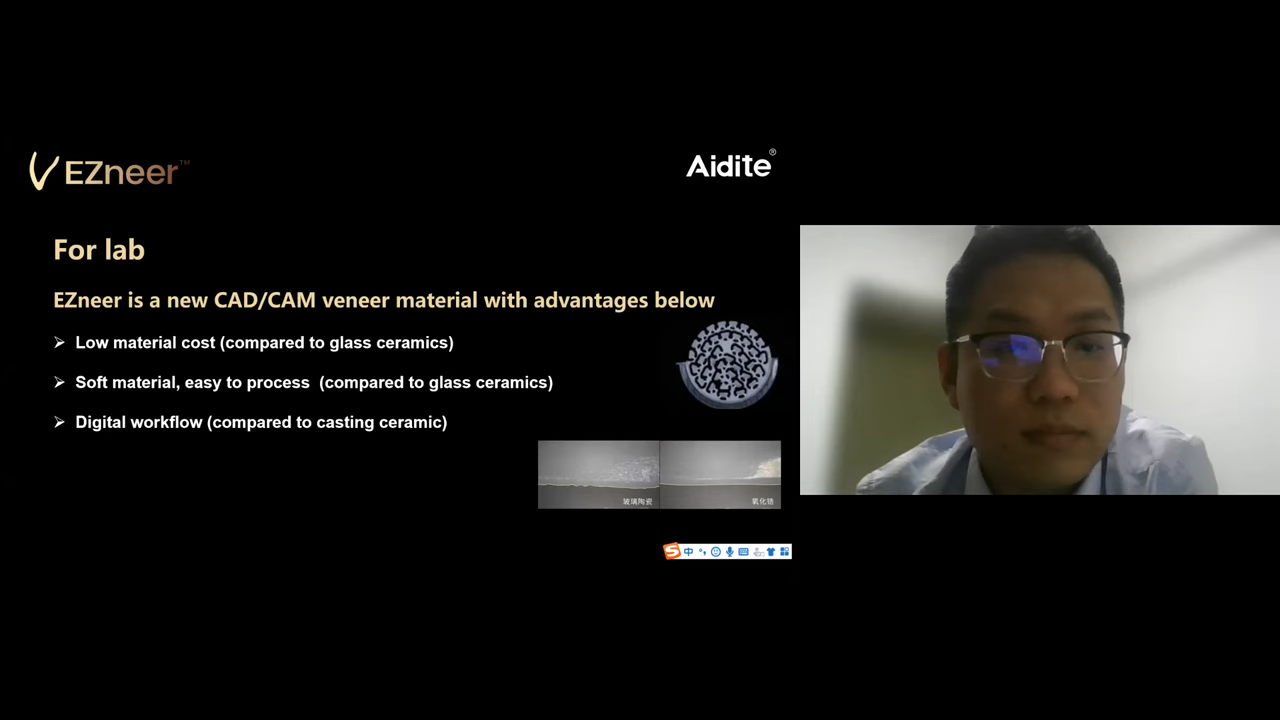 EZneer™
Aidite®
For lab
EZneer is a new CAD/CAM veneer material with advantages below
➢ Low material cost (compared to glass ceramics)
➢ Soft material, easy to process (compared to glass ceramics)
➢ Digital workflow (compared to casting ceramic)
玻璃陶瓷
氧化锆
S中